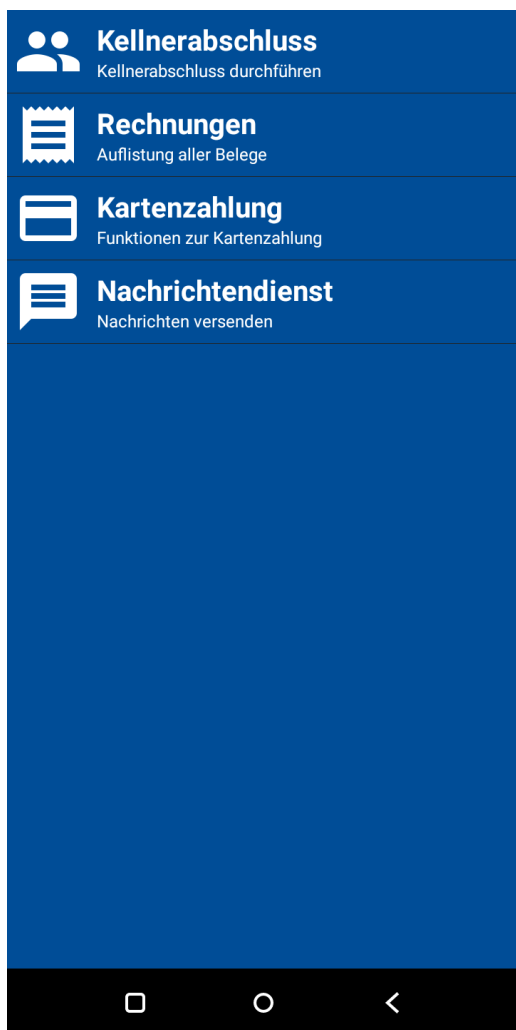 Kellnerabschluss
Kellnerabschluss durchführen
Rechnungen
Auflistung aller Belege
Kartenzahlung
Funktionen zur Kartenzahlung
Nachrichtendienst
Nachrichten versenden